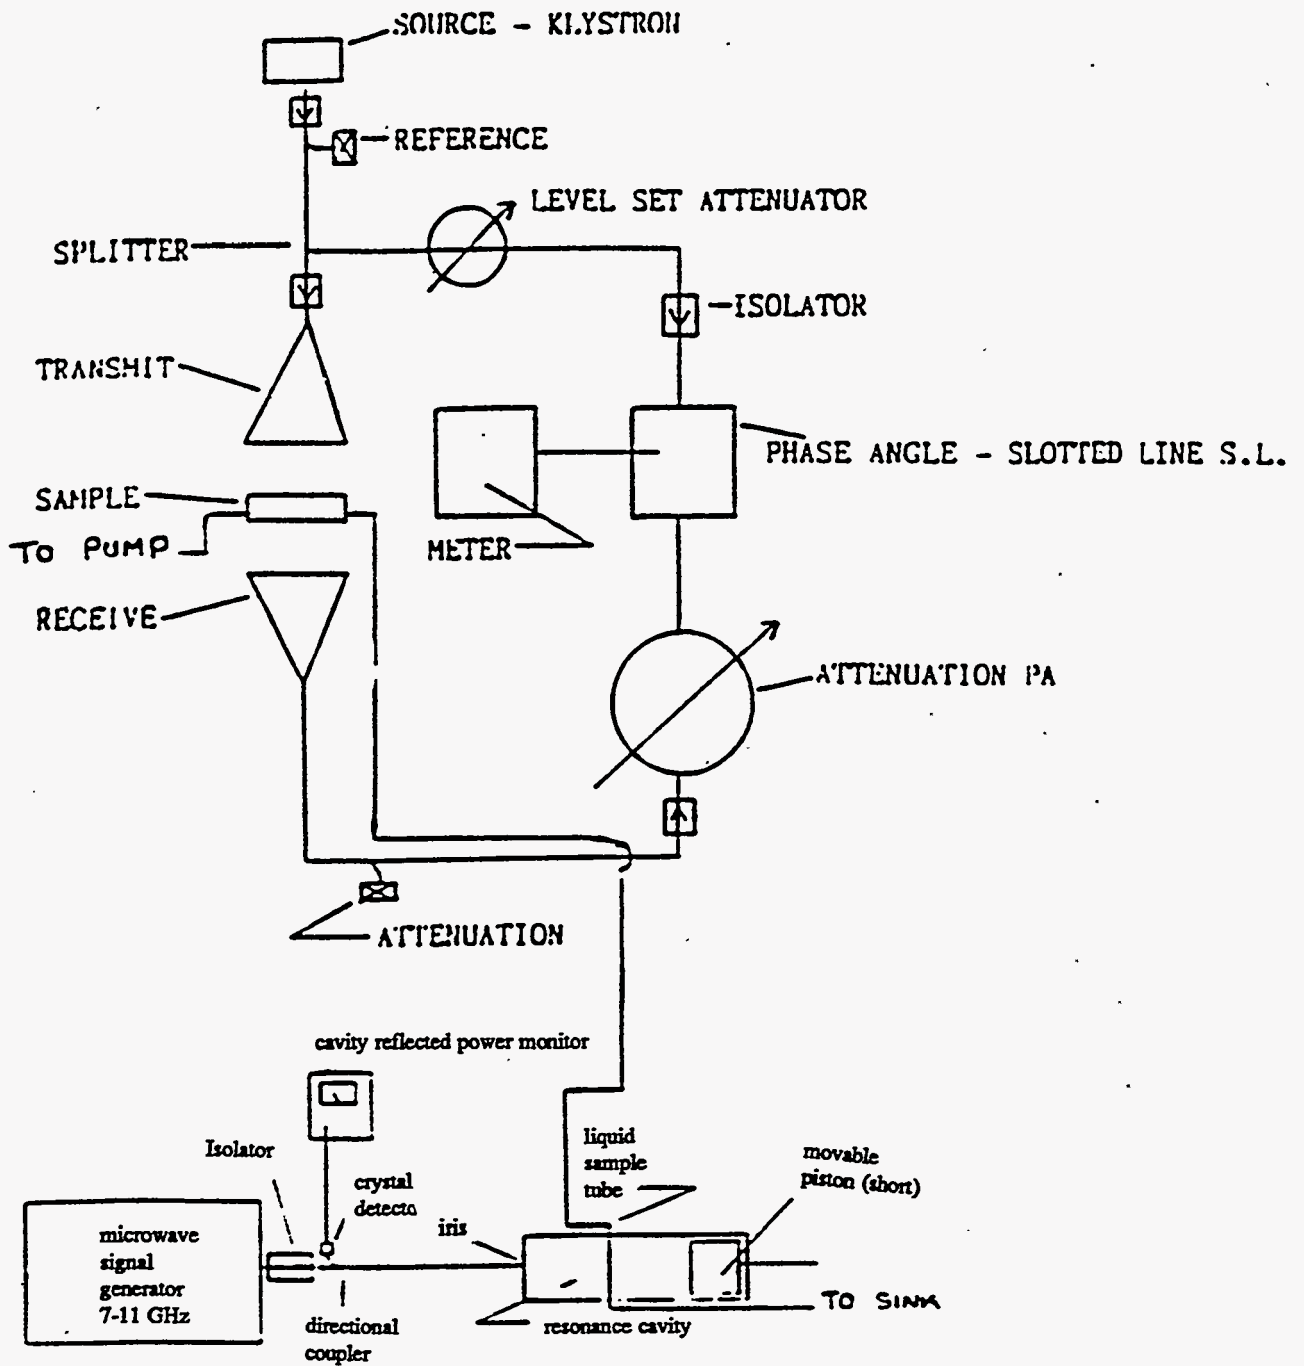 SOURCE - KLYSTRON
REFERENCE
LEVEL SET ATTENUATOR
SPLITTER
ISOLATOR
TRANSMIT
PHASE ANGLE - SLOTTED LINE S.L.
SAMPLE
TO PUMP
METER
RECEIVE
ATTENUATION PA
ATTENUATION
cavity reflected power monitor
Isolator
crystal
detecto
liquid
sample
tube
movable
piston (short)
iris
microwave
signal
generator
7-11 GHz
directional
coupler
resonance cavity
TO SINK